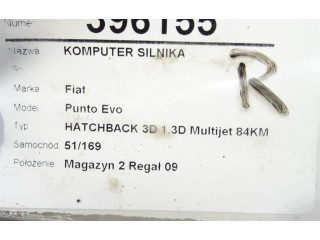 Numer 396155
Nazwa KOMPUTER SILNIKA
Marka Fiat
Model Punto Evo
Typ HATCHBACK 3D 1.3D Multijet 84KM
Samochód 51/169
Położenie Magazyn 2 Regał 09
R